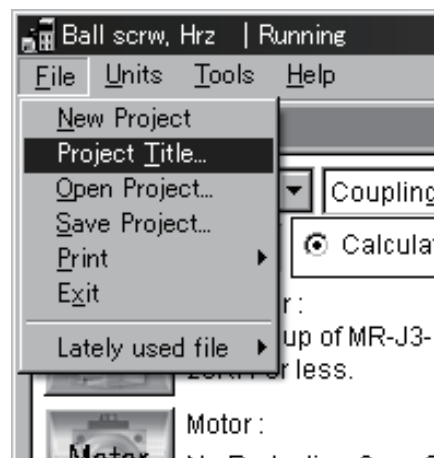 Ball scrw, Hrz | Running
File Units Tools Help
New Project
Project Title...
Open Project...
Save Project...
Print
Exit
Lately used file
Coupling
Calcula
r :
up of MR-J3-
or less.
Motor :
Motor